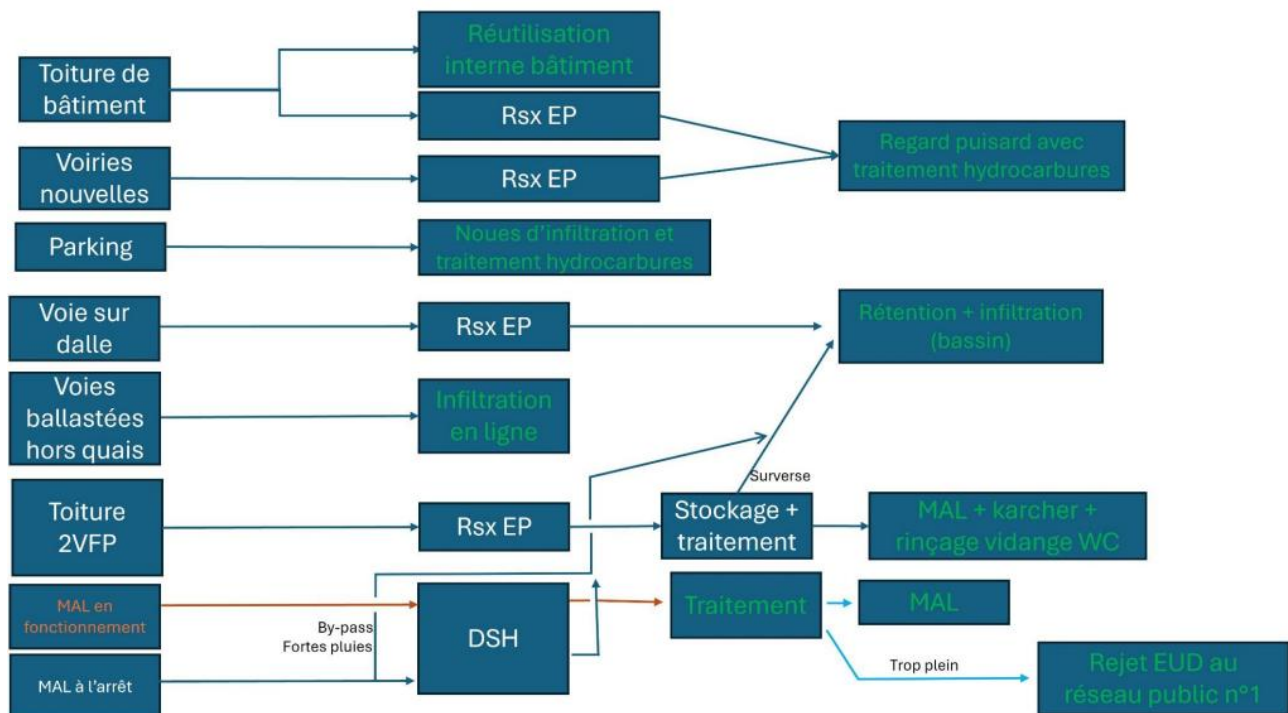 Réutilisation
interne bâtiment
Toiture de
bâtiment
Rsx EP
Regard puisard avec
traitement hydrocarbures
Voiries
nouvelles
Rsx EP
Parking
Noues d'infiltration et
traitement hydrocarbures
Voie sur
dalle
Rsx EP
Rétention + infiltration
(bassin)
Voies
ballastées
hors quais
Infiltration
en ligne
Surverse
Toiture
2VFP
Rsx EP
Stockage +
traitement
MAL + karcher +
rinçage vidange WC
MAL en
fonctionnement
By-pass
Fortes pluies
DSH
Traitement
MAL
MAL à l'arrêt
Trop plein
Rejet EUD au
réseau public n°1